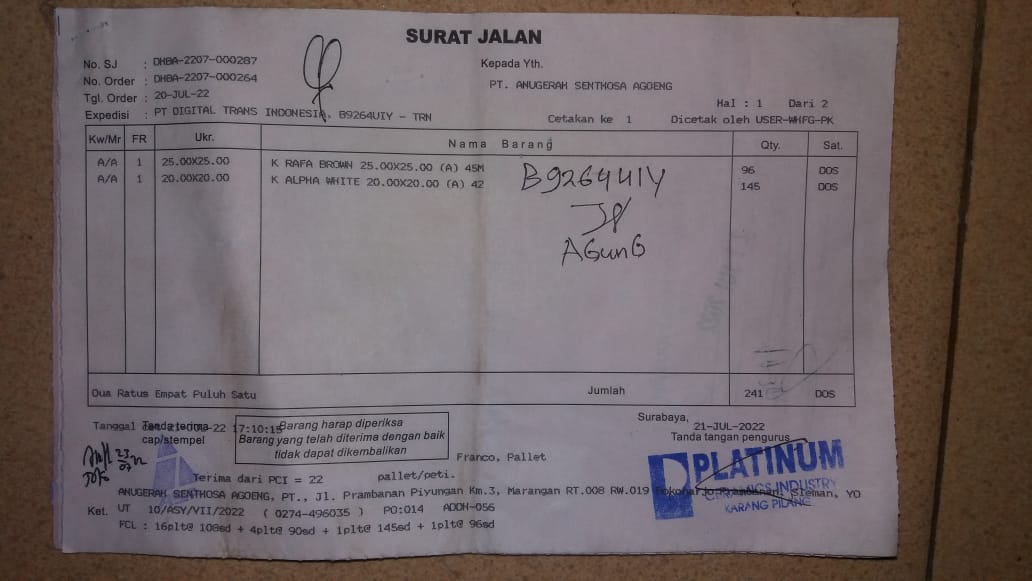 SURAT JALAN
No. SJ : DHBA-2207-000287
No. Order : DHBA-2207-000264
Tgl. Order : 20-JUL-22
Expedisi : PT DIGITAL TRANS INDONESIA, B9264UIY - TRN
Kepada Yth.
PT. ANUGERAH SENTHOSA AGOENG
Hal : 1 Dari 2
Cetakan ke 1 Dicetak oleh USER-WHFG-PK
Kw/Mr FR Ukr. Nama Barang Qty. Sat.
A/A 1 25.00X25.00 K RAFA BROWN 25.00X25.00 (A) 45M 96 DOS
A/A 1 20.00X20.00 K ALPHA WHITE 20.00X20.00 (A) 42 145 DOS
B9264UIY
AGunG
Dua Ratus Empat Puluh Satu Jumlah 241 DOS
Tanggal 17:10:15
Tanda terima
cap/stempel
Barang harap diperiksa
Barang yang telah diterima dengan baik
tidak dapat dikembalikan
Surabaya,
21-JUL-2022
Tanda tangan pengurus
Franco, Pallet
Terima dari PCI = 22 pallet/peti.
PLATINUM
CERAMICS INDUSTRY
KARANG PILANG
ANUGERAH SENTHOSA AGOENG, PT., Jl. Prambanan Piyungan Km.3, Marangan RT.008 RW.019 Bokoharjo Prambanan, Sleman, YO
Ket. UT 10/ASY/VII/2022 ( 0274-496035 ) PO:014 ADDH-056
FCL : 16plt@ 108sd + 4plt@ 90sd + 1plt@ 145sd + 1plt@ 96sd